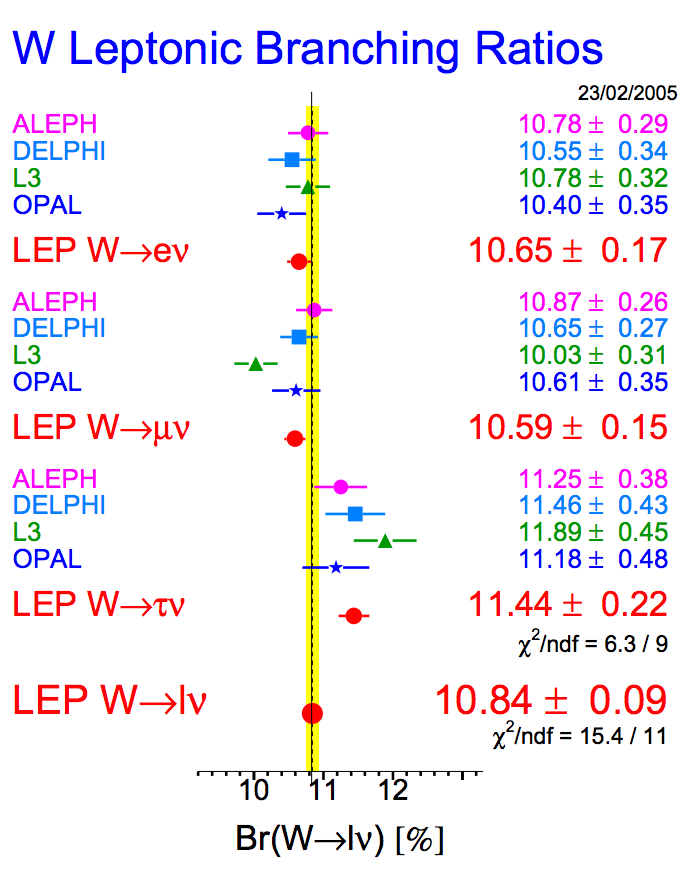 W Leptonic Branching Ratios
23/02/2005
ALEPH 10.78 ± 0.29
DELPHI 10.55 ± 0.34
L3 10.78 ± 0.32
OPAL 10.40 ± 0.35
LEP W→eν 10.65 ± 0.17
ALEPH 10.87 ± 0.26
DELPHI 10.65 ± 0.27
L3 10.03 ± 0.31
OPAL 10.61 ± 0.35
LEP W→μν 10.59 ± 0.15
ALEPH 11.25 ± 0.38
DELPHI 11.46 ± 0.43
L3 11.89 ± 0.45
OPAL 11.18 ± 0.48
LEP W→τν 11.44 ± 0.22
χ²/ndf = 6.3 / 9
LEP W→lν 10.84 ± 0.09
χ²/ndf = 15.4 / 11
10 11 12
Br(W→lν) [%]